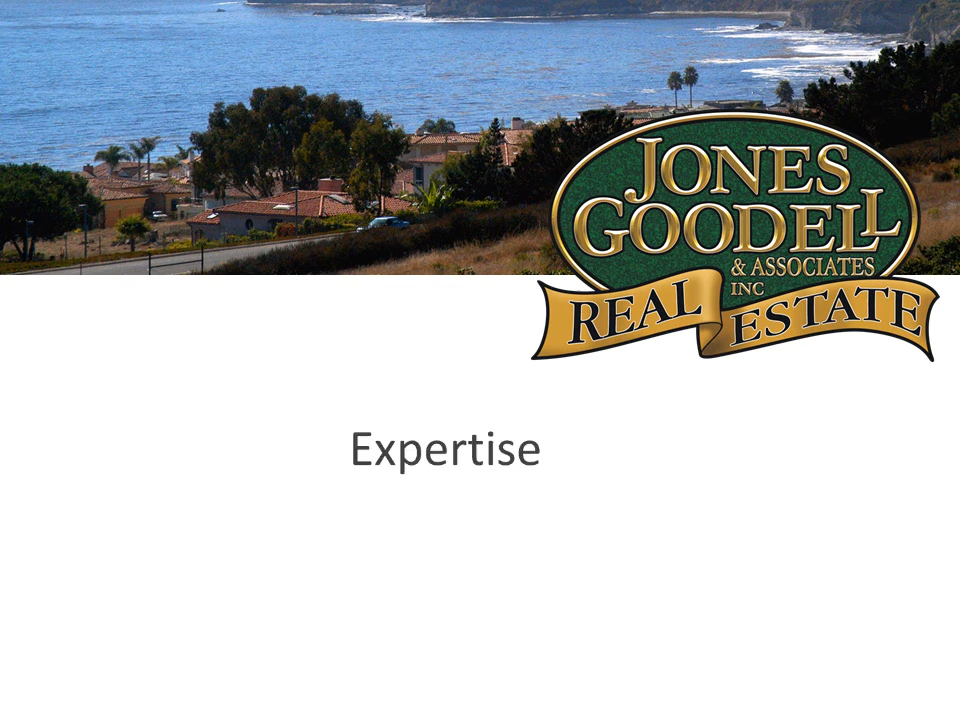 JONES
GOODELL
& ASSOCIATES
INC
REAL ESTATE
Expertise